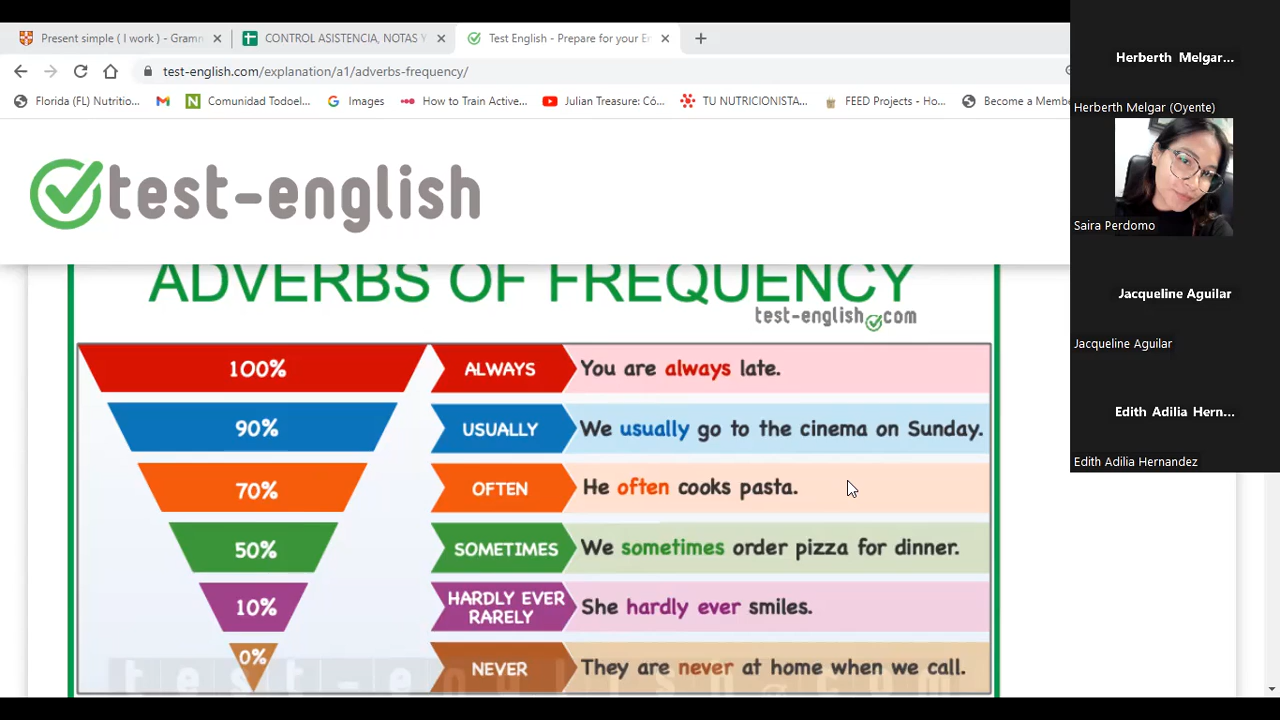 Present simple ( I work ) - Gramm
CONTROL ASISTENCIA, NOTAS Y
Test English - Prepare for your En
test-english.com/explanation/a1/adverbs-frequency/
Florida (FL) Nutritio...
Comunidad Todoel...
Images
How to Train Active...
Julian Treasure: Có...
TU NUTRICIONISTA...
FEED Projects - Ho...
Become a Membe
test-english
ADVERBS OF FREQUENCY
test-english.com
100% ALWAYS You are always late.
90% USUALLY We usually go to the cinema on Sunday.
70% OFTEN He often cooks pasta.
50% SOMETIMES We sometimes order pizza for dinner.
10% HARDLY EVER RARELY She hardly ever smiles.
0% NEVER They are never at home when we call.
test-english.com
Herberth Melgar...
Herberth Melgar (Oyente)
Saira Perdomo
Jacqueline Aguilar
Jacqueline Aguilar
Edith Adilia Hern...
Edith Adilia Hernandez